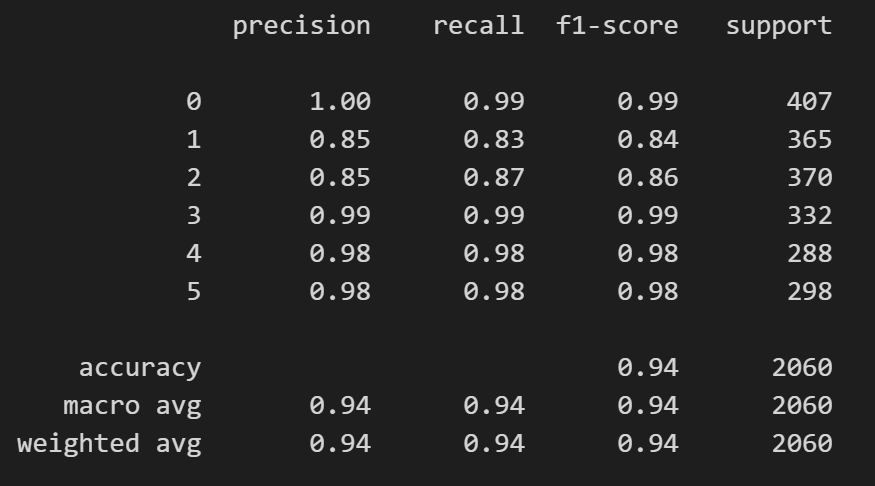 precision recall f1-score support
0 1.00 0.99 0.99 407
1 0.85 0.83 0.84 365
2 0.85 0.87 0.86 370
3 0.99 0.99 0.99 332
4 0.98 0.98 0.98 288
5 0.98 0.98 0.98 298
accuracy 0.94 2060
macro avg 0.94 0.94 0.94 2060
weighted avg 0.94 0.94 0.94 2060